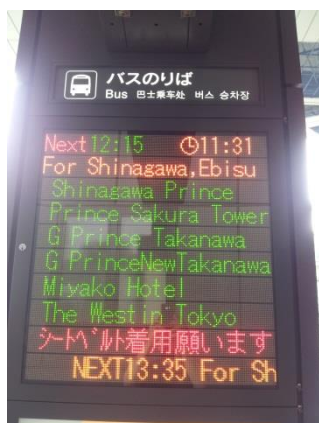 バスのりば
Bus 巴士乘车处 버스 승차장
Next12:15 11:31
For Shinagawa,Ebisu
Shinagawa Prince
Prince Sakura Tower
G Prince Takanawa
G PrinceNewTakanawa
Miyako Hotel
The Westin Tokyo
シートベルト着用願います
NEXT13:35 For Sh